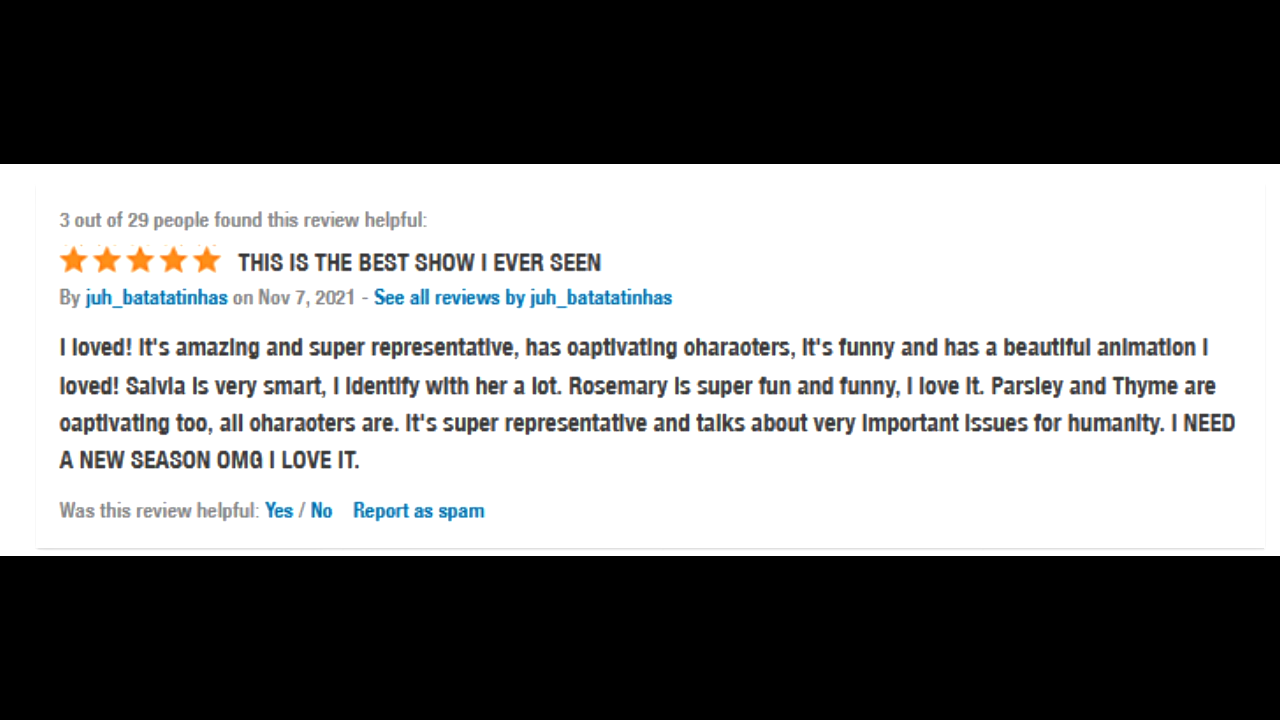 3 out of 29 people found this review helpful:
THIS IS THE BEST SHOW I EVER SEEN
By juh_batatatinhas on Nov 7, 2021 - See all reviews by juh_batatatinhas
I loved! It's amazing and super representative, has captivating characters, it's funny and has a beautiful animation I
loved! Salvia is very smart, I identify with her a lot. Rosemary is super fun and funny, I love it. Parsley and Thyme are
captivating too, all characters are. It's super representative and talks about very important issues for humanity. I NEED
A NEW SEASON OMG I LOVE IT.
Was this review helpful: Yes / No Report as spam